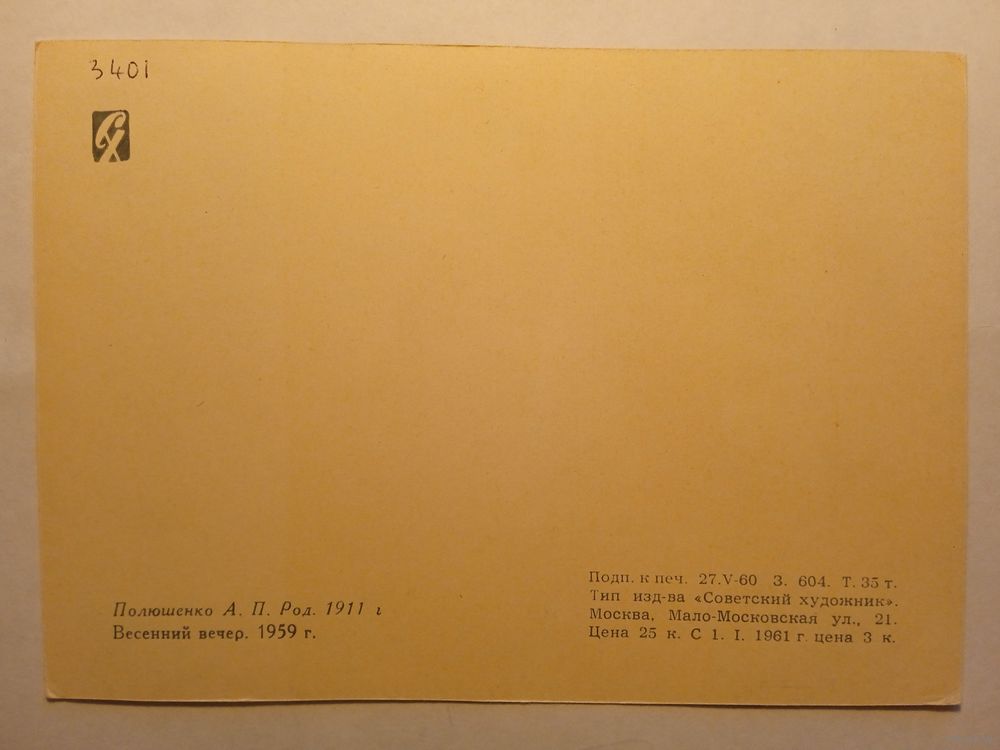 3401
СХ
Полюшенко А. П. Род. 1911 г
Весенний вечер. 1959 г.
Подп. к печ. 27.V-60 З. 604. Т. 35 т.
Тип изд-ва «Советский художник».
Москва, Мало-Московская ул., 21.
Цена 25 к. С 1. I. 1961 г. цена 3 к.